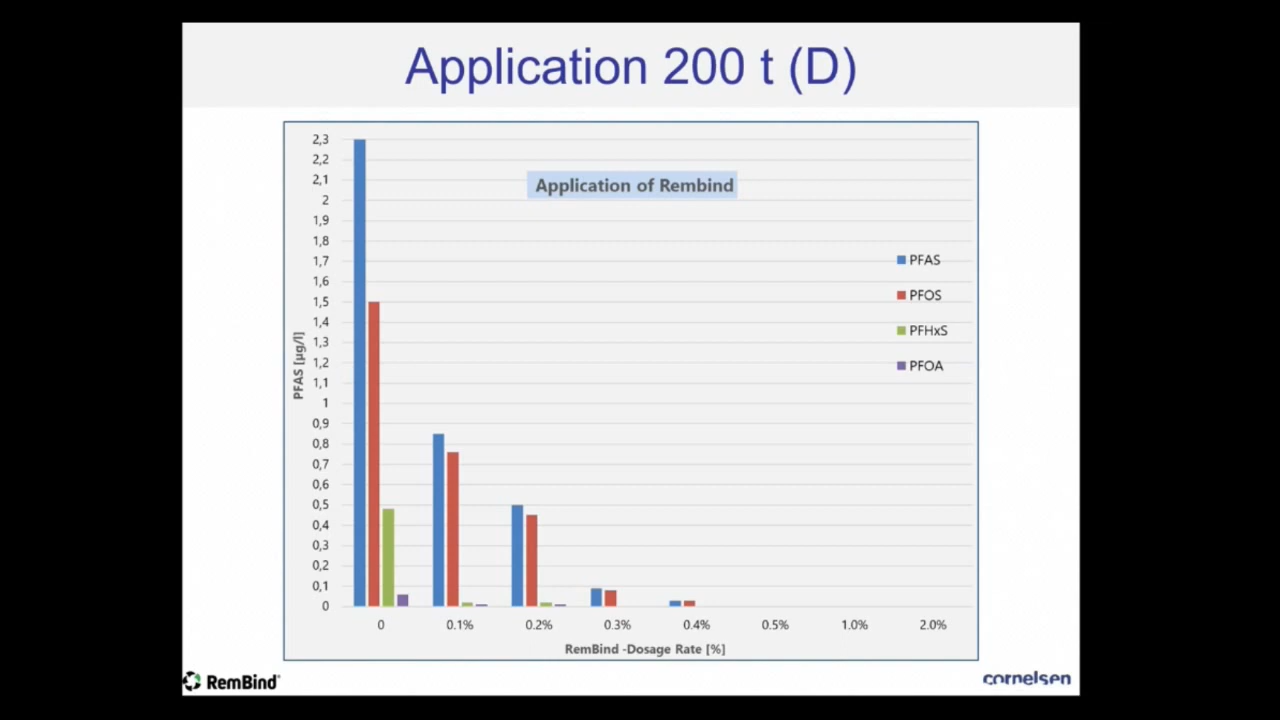 Application 200 t (D)
Application of Rembind
2,3
2,2
2,1
2
1,9
1,8
1,7
1,6
1,5
1,4
1,3
1,2
1,1
1
0,9
0,8
0,7
0,6
0,5
0,4
0,3
0,2
0,1
0
PFAS [µg/l]
PFAS
PFOS
PFHxS
PFOA
0 0.1% 0.2% 0.3% 0.4% 0.5% 1.0% 2.0%
RemBind -Dosage Rate [%]
RemBind
cornelsen